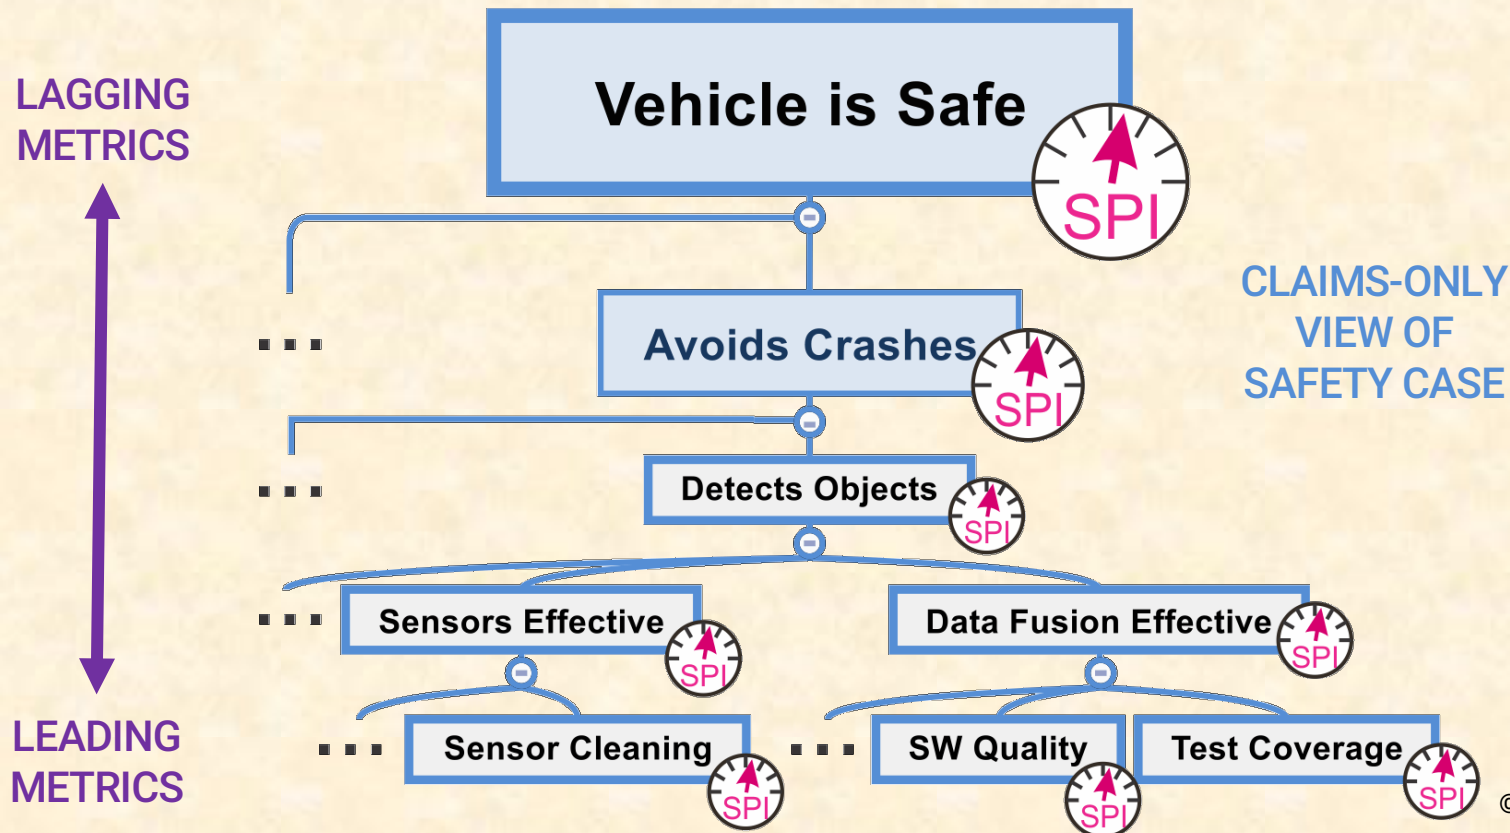 LAGGING
METRICS
Vehicle is Safe
SPI
CLAIMS-ONLY
VIEW OF
SAFETY CASE
Avoids Crashes
SPI
Detects Objects
SPI
Sensors Effective
SPI
Data Fusion Effective
SPI
LEADING
METRICS
Sensor Cleaning
SPI
SW Quality
SPI
Test Coverage
SPI
©